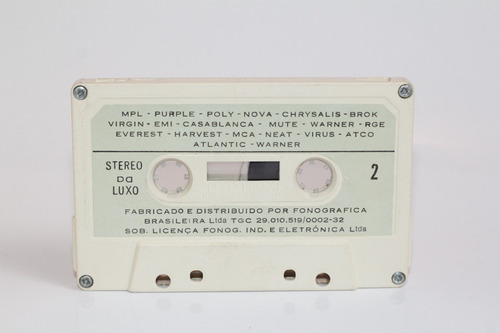 MPL - PURPLE - POLY - NOVA - CHRYSALIS - BROK
VIRGIN - EMI - CASABLANCA - MUTE - WARNER - RGE
EVEREST - HARVEST - MCA - NEAT - VIRUS - ATCO
ATLANTIC - WARNER
STEREO
DA
LUXO
2
FABRICADO E DISTRIBUIDO POR FONOGRAFICA
BRASILEIRA Ltda TGC 29.010.519/0002-32
SOB. LICENÇA FONOG. IND. E ELETRÓNICA Ltda